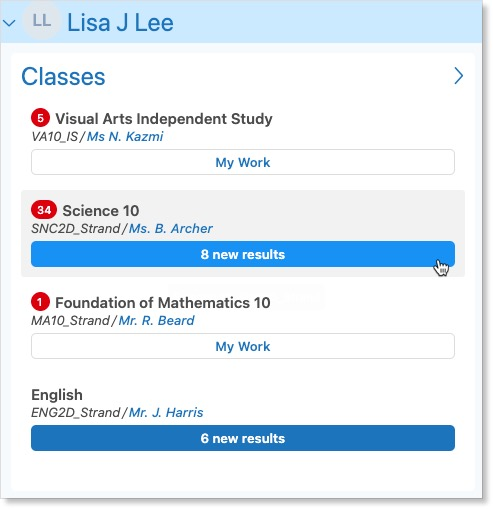 LL Lisa J Lee
Classes
5 Visual Arts Independent Study
VA10_IS / Ms N. Kazmi
My Work
34 Science 10
SNC2D_Strand / Ms. B. Archer
8 new results
1 Foundation of Mathematics 10
MA10_Strand / Mr. R. Beard
My Work
English
ENG2D_Strand / Mr. J. Harris
6 new results